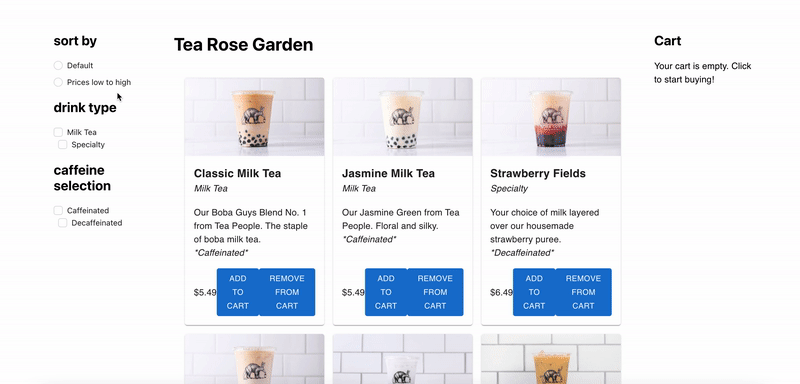 sort by
Default
Prices low to high
drink type
Milk Tea
Specialty
caffeine
selection
Caffeinated
Decaffeinated
Tea Rose Garden
Classic Milk Tea
Milk Tea
Our Boba Guys Blend No. 1
from Tea People. The staple
of boba milk tea.
*Caffeinated*
$5.49
ADD
TO
CART
REMOVE
FROM
CART
Jasmine Milk Tea
Milk Tea
Our Jasmine Green from Tea
People. Floral and silky.
*Caffeinated*
$5.49
ADD
TO
CART
REMOVE
FROM
CART
Strawberry Fields
Specialty
Your choice of milk layered
over our housemade
strawberry puree.
*Decaffeinated*
$6.49
ADD
TO
CART
REMOVE
FROM
CART
Cart
Your cart is empty. Click
to start buying!